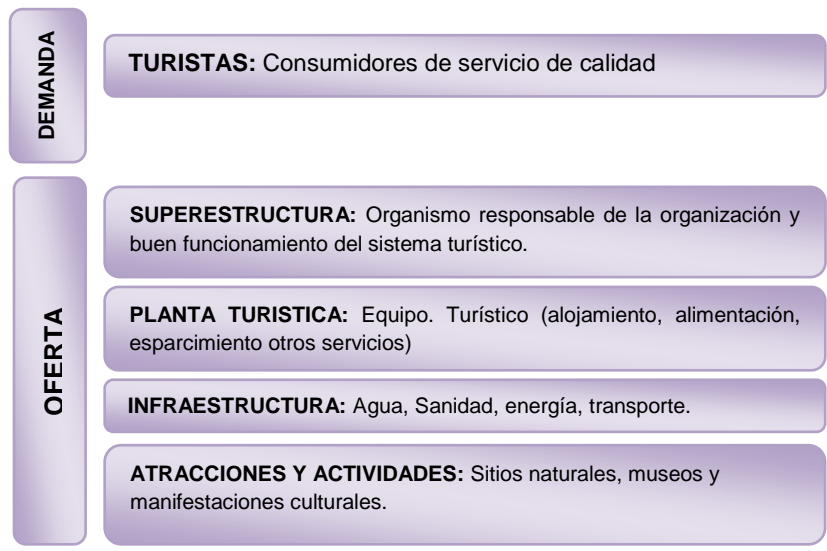 DEMANDA
TURISTAS: Consumidores de servicio de calidad
OFERTA
SUPERESTRUCTURA: Organismo responsable de la organización y
buen funcionamiento del sistema turístico.
PLANTA TURISTICA: Equipo. Turístico (alojamiento, alimentación,
esparcimiento otros servicios)
INFRAESTRUCTURA: Agua, Sanidad, energía, transporte.
ATRACCIONES Y ACTIVIDADES: Sitios naturales, museos y
manifestaciones culturales.